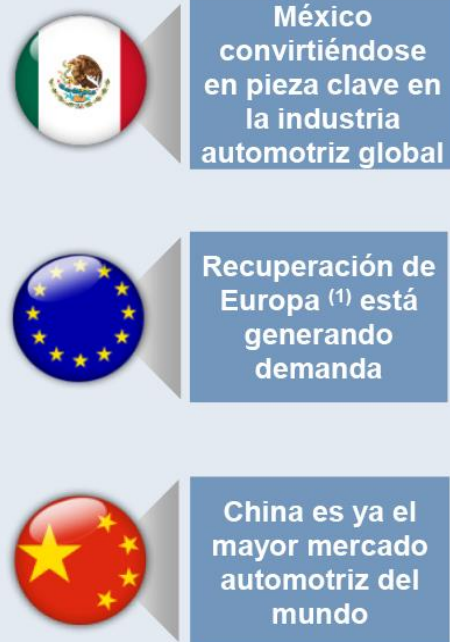 México
convirtiéndose
en pieza clave en
la industria
automotriz global
Recuperación de
Europa (1) está
generando
demanda
China es ya el
mayor mercado
automotriz del
mundo